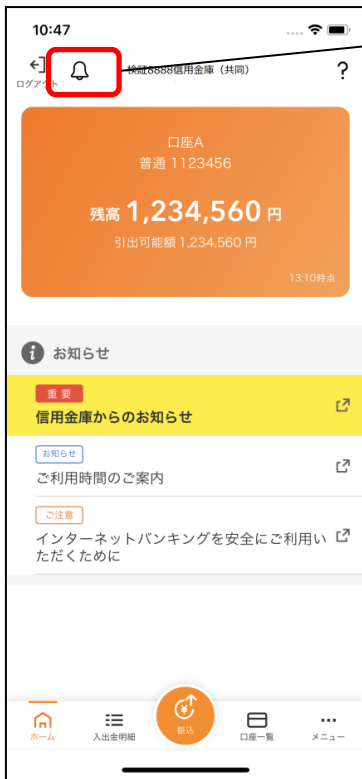 10:47
検証8888信用金庫（共同）
?
ログアウト
口座A
普通 1123456
残高 1,234,560 円
引出可能額 1,234,560 円
13:10時点
お知らせ
重要
信用金庫からのお知らせ
お知らせ
ご利用時間のご案内
ご注意
インターネットバンキングを安全にご利用い
ただくために
ホーム
入出金明細
振込
口座一覧
メニュー